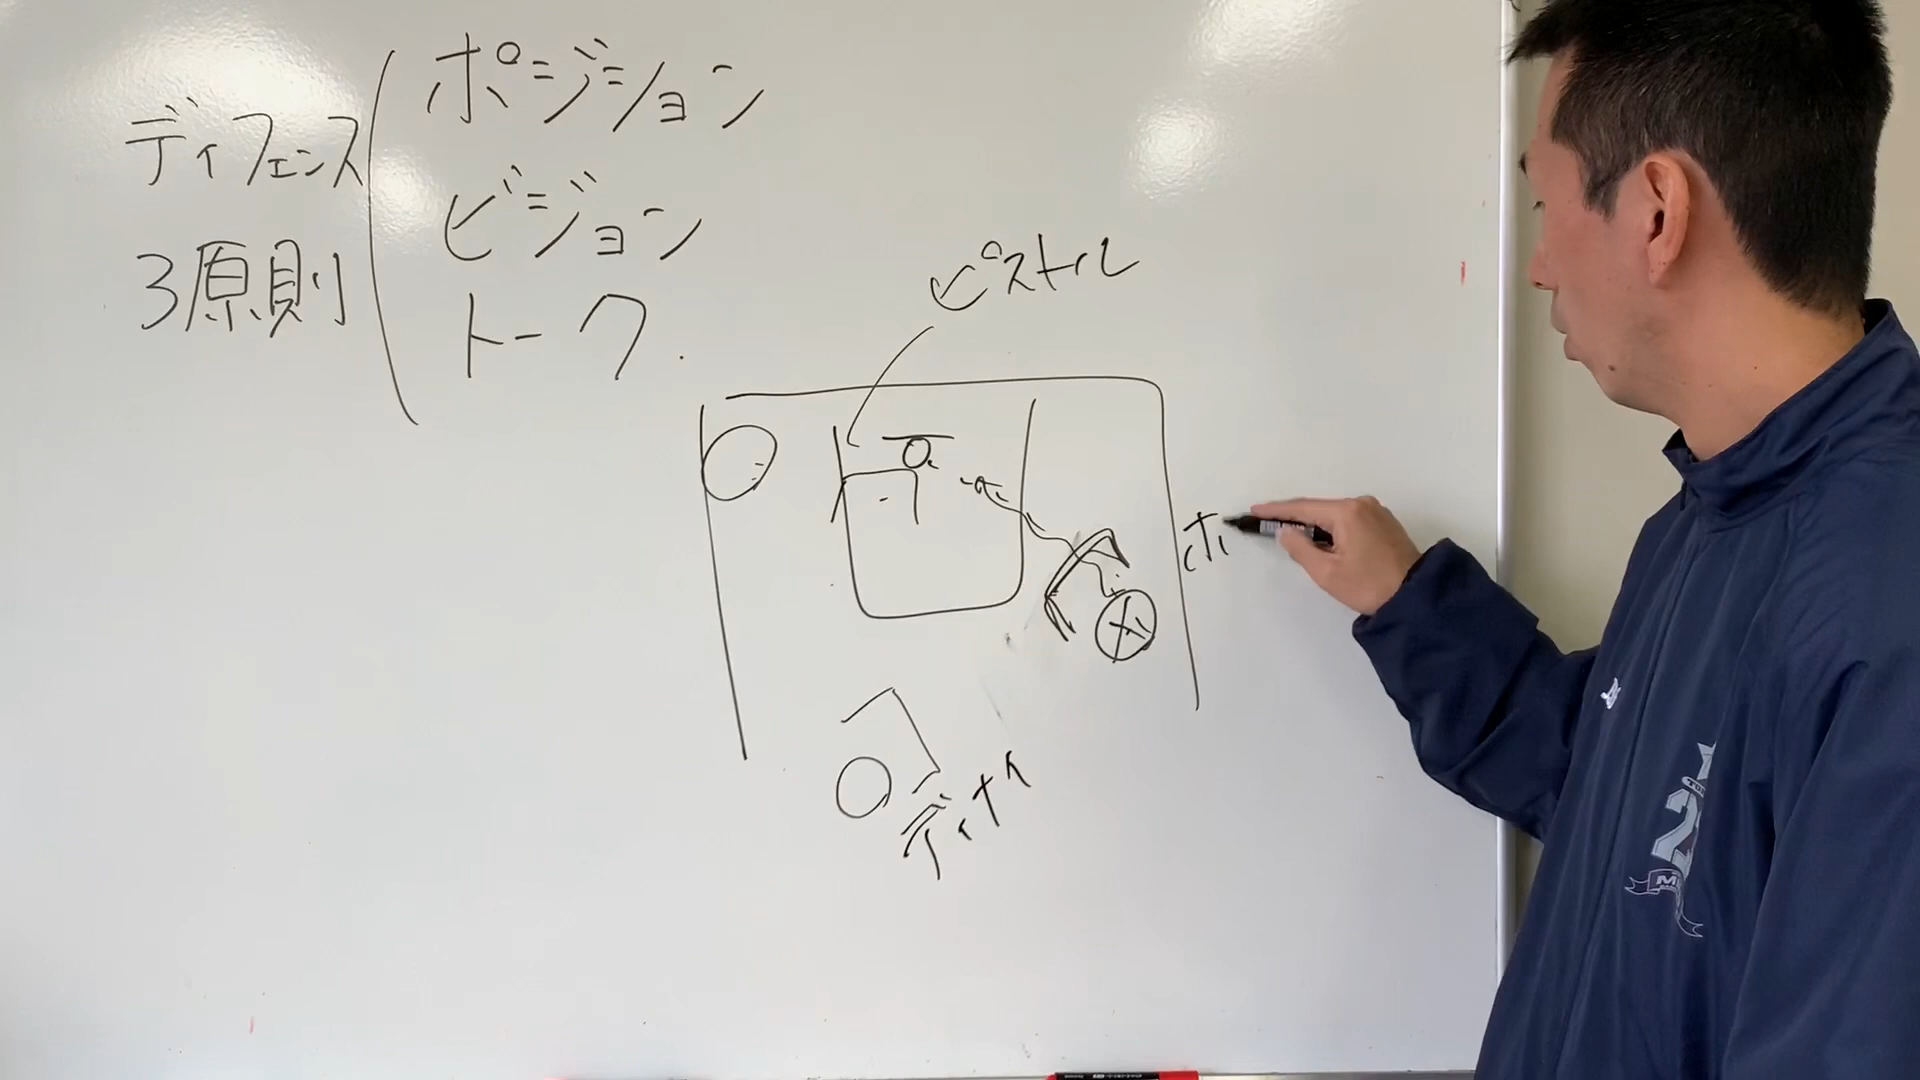 ディフェンス
3原則
ポジション
ビジョン
トーク.
ピストル
ディナイ